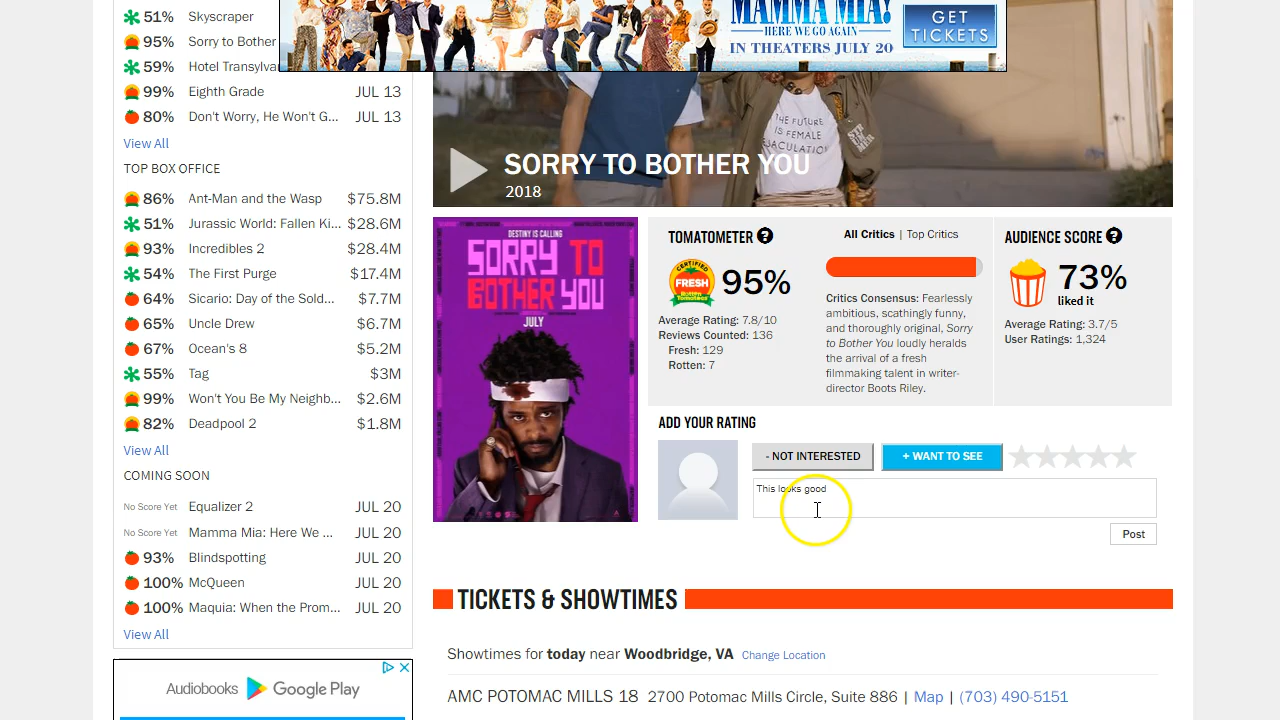 MAMMA MIA!
HERE WE GO AGAIN
IN THEATERS JULY 20
GET
TICKETS
51% Skyscraper
95% Sorry to Bother
59% Hotel Transylva
99% Eighth Grade JUL 13
80% Don't Worry, He Won't G... JUL 13
View All
TOP BOX OFFICE
86% Ant-Man and the Wasp $75.8M
51% Jurassic World: Fallen Ki... $28.6M
93% Incredibles 2 $28.4M
54% The First Purge $17.4M
64% Sicario: Day of the Sold... $7.7M
65% Uncle Drew $6.7M
67% Ocean's 8 $5.2M
55% Tag $3M
99% Won't You Be My Neighb... $2.6M
82% Deadpool 2 $1.8M
View All
COMING SOON
No Score Yet Equalizer 2 JUL 20
No Score Yet Mamma Mia: Here We ... JUL 20
93% Blindspotting JUL 20
100% McQueen JUL 20
100% Maquia: When the Prom... JUL 20
View All
Audiobooks Google Play
THE FUTURE
IS FEMALE
EJACULATION
SORRY TO BOTHER YOU
2018
DESTINY IS CALLING
SORRY TO
BOTHER YOU
JULY
TOMATOMETER ?
CERTIFIED
FRESH
Rotten Tomatoes
95%
Average Rating: 7.8/10
Reviews Counted: 136
Fresh: 129
Rotten: 7
All Critics | Top Critics
Critics Consensus: Fearlessly
ambitious, scathingly funny,
and thoroughly original, Sorry
to Bother You loudly heralds
the arrival of a fresh
filmmaking talent in writer-
director Boots Riley.
AUDIENCE SCORE ?
73%
liked it
Average Rating: 3.7/5
User Ratings: 1,324
ADD YOUR RATING
- NOT INTERESTED
+ WANT TO SEE
This looks good
Post
TICKETS & SHOWTIMES
Showtimes for today near Woodbridge, VA Change Location
AMC POTOMAC MILLS 18 2700 Potomac Mills Circle, Suite 886 | Map | (703) 490-5151